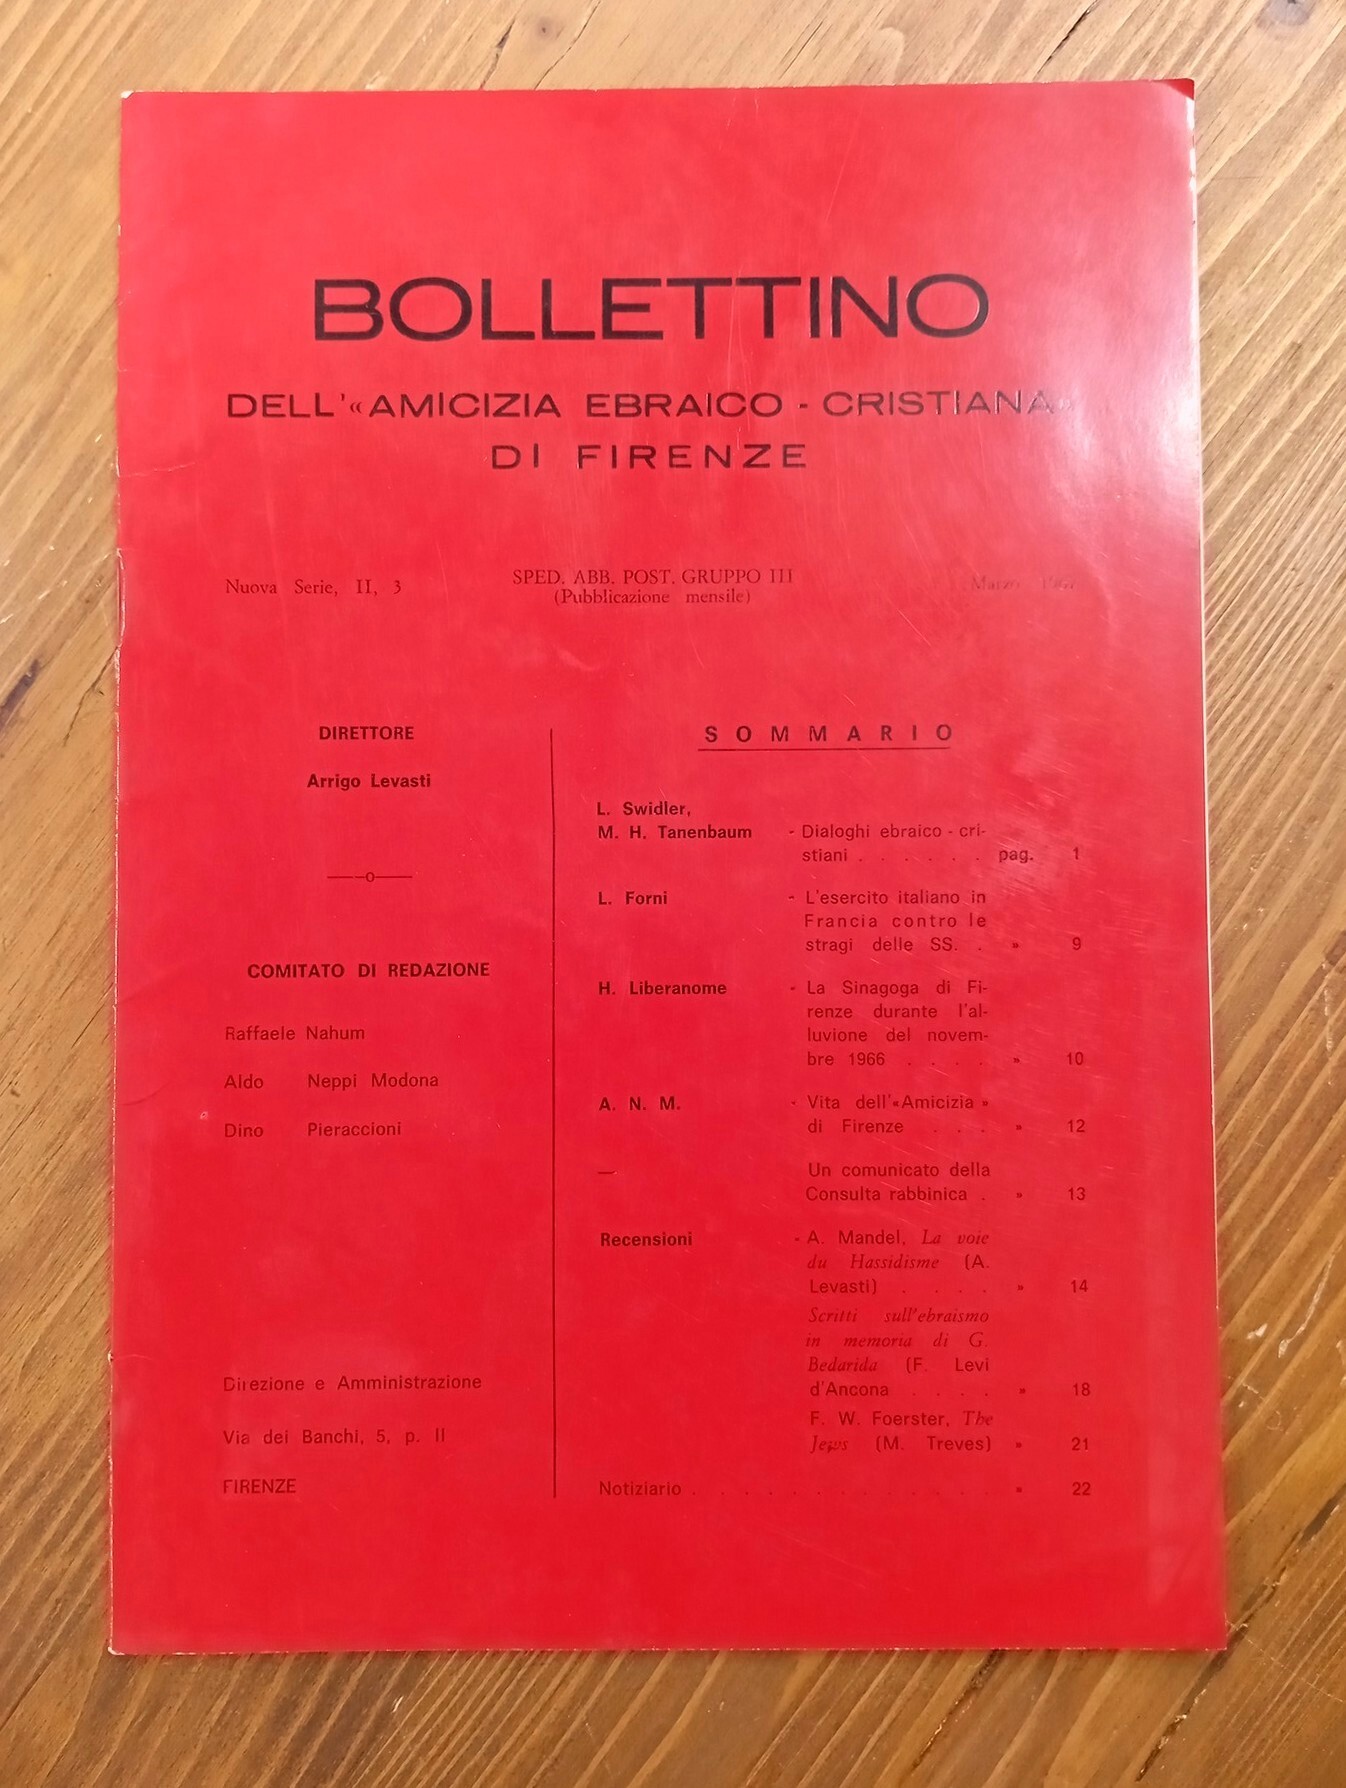 BOLLETTINO
DELL'«AMICIZIA EBRAICO - CRISTIANA»
DI FIRENZE
Nuova Serie, II, 3
SPED. ABB. POST. GRUPPO III
(Pubblicazione mensile)
Marzo 1967
DIRETTORE
Arrigo Levasti
COMITATO DI REDAZIONE
Raffaele Nahum
Aldo Neppi Modona
Dino Pieraccioni
Direzione e Amministrazione
Via dei Banchi, 5, p. II
FIRENZE
SOMMARIO
L. Swidler,
M. H. Tanenbaum - Dialoghi ebraico - cri-
stiani . . . . . . pag. 1
L. Forni - L'esercito italiano in
Francia contro le
stragi delle SS. . » 9
H. Liberanome - La Sinagoga di Fi-
renze durante l'al-
luvione del novem-
bre 1966 . . . . » 10
A. N. M. - Vita dell'«Amicizia»
di Firenze . . . » 12
— Un comunicato della
Consulta rabbinica . » 13
Recensioni - A. Mandel, La voie
du Hassidisme (A.
Levasti) . . . . » 14
Scritti sull'ebraismo
in memoria di G.
Bedarida (F. Levi
d'Ancona . . . . » 18
F. W. Foerster, The
Jews (M. Treves) » 21
Notiziario . . . . . . . . . . . . . » 22